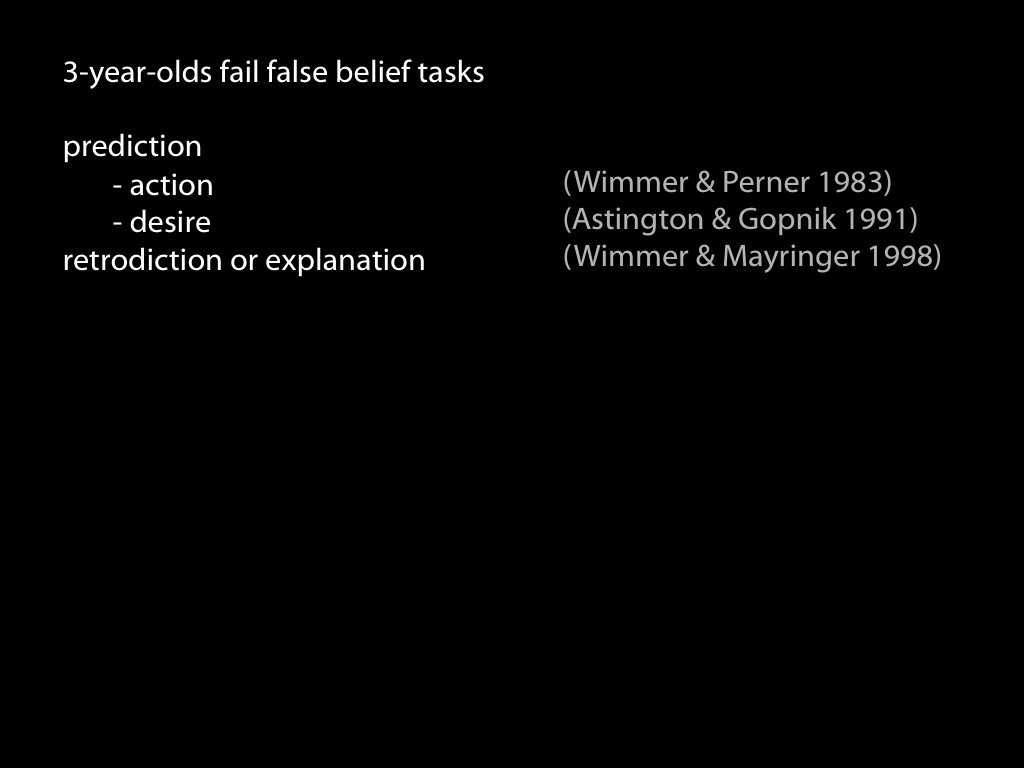 3-year-olds fail false belief tasks
prediction
- action (Wimmer & Perner 1983)
- desire (Astington & Gopnik 1991)
retrodiction or explanation (Wimmer & Mayringer 1998)